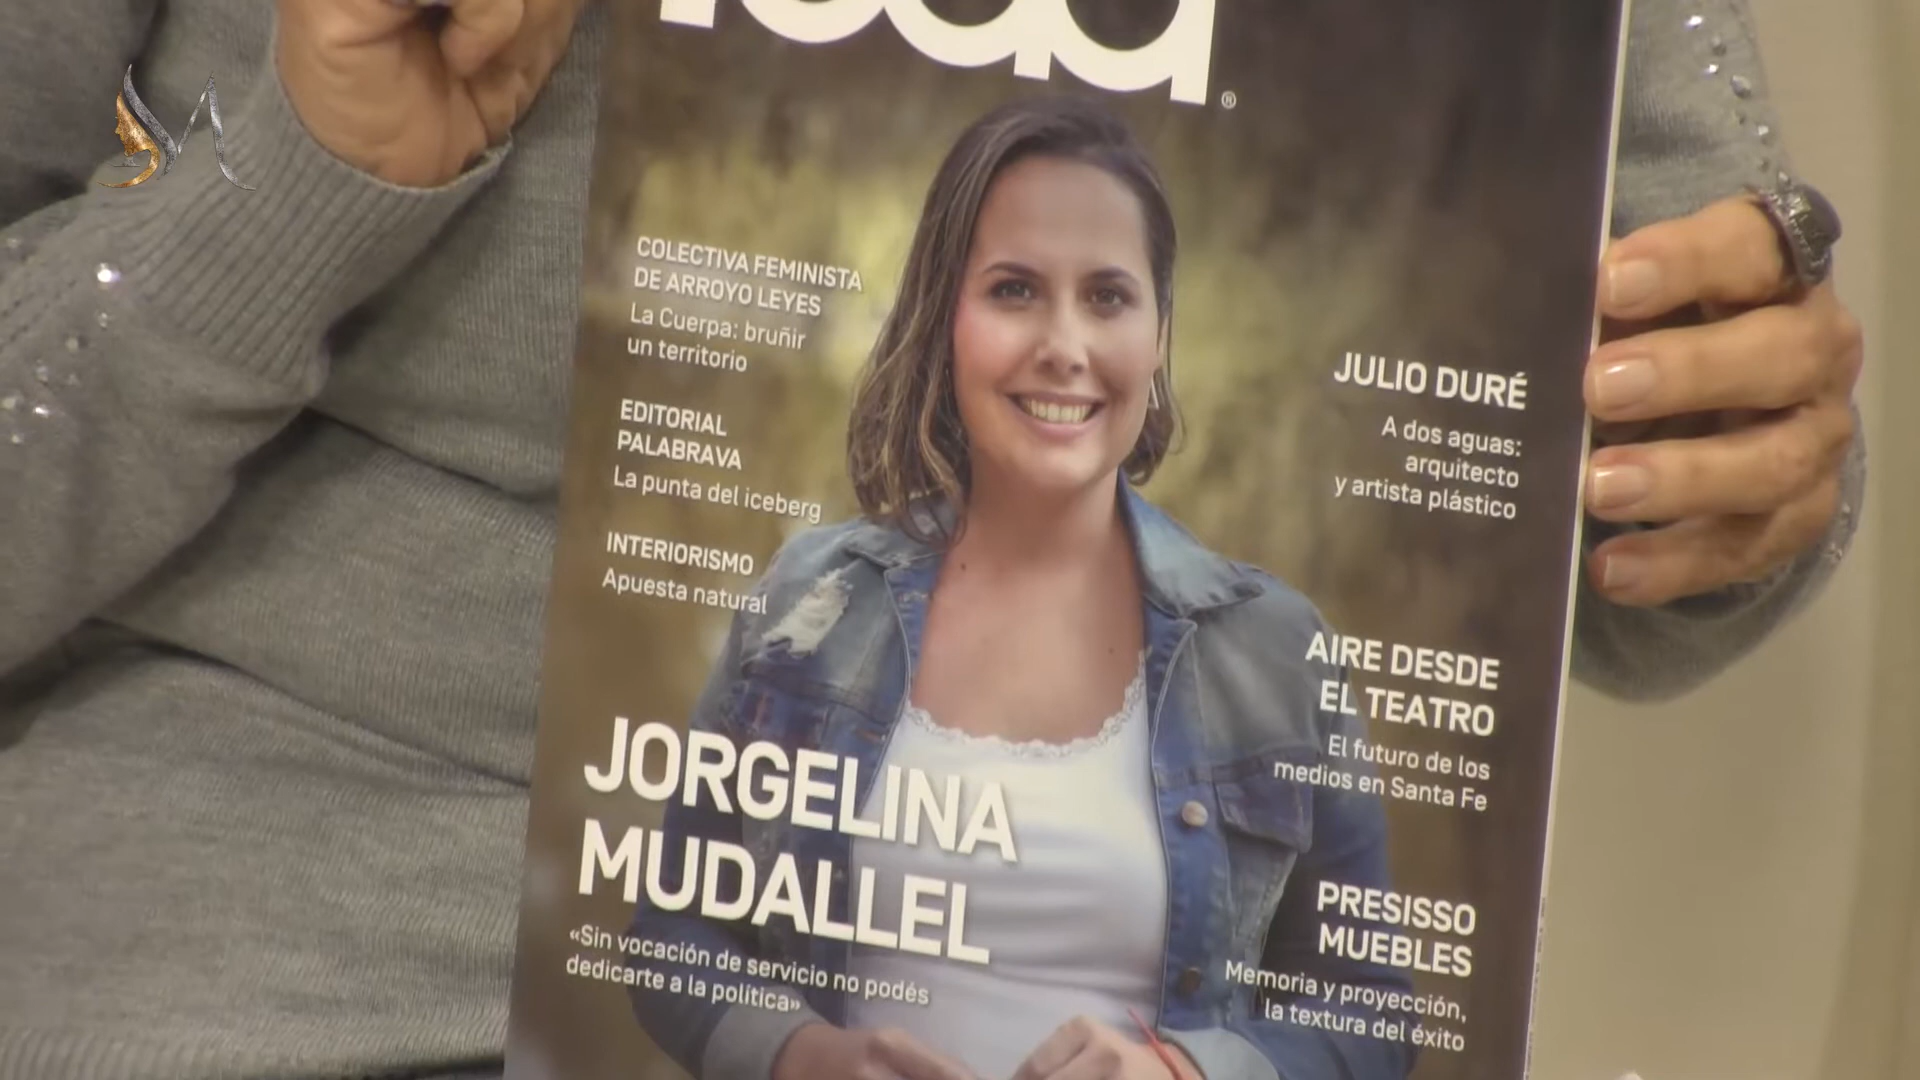 COLECTIVA FEMINISTA
DE ARROYO LEYES
La Cuerpa: bruñir
un territorio
EDITORIAL
PALABRAVA
La punta del iceberg
INTERIORISMO
Apuesta natural
JORGELINA
MUDALLEL
«Sin vocación de servicio no podés
dedicarte a la política»
JULIO DURÉ
A dos aguas:
arquitecto
y artista plástico
AIRE DESDE
EL TEATRO
El futuro de los
medios en Santa Fe
PRESISSO
MUEBLES
Memoria y proyección,
la textura del éxito